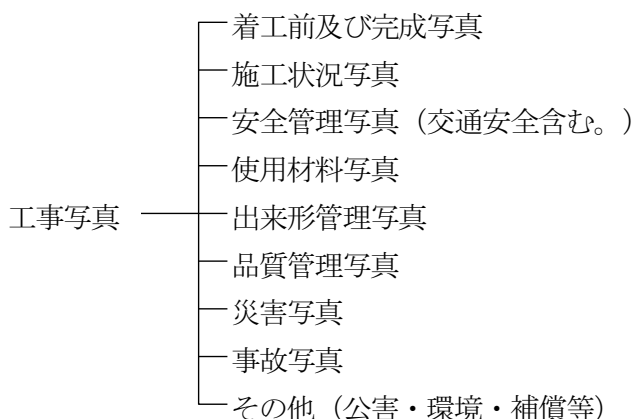 着工前及び完成写真
施工状況写真
安全管理写真（交通安全含む。）
使用材料写真
工事写真
出来形管理写真
品質管理写真
災害写真
事故写真
その他（公害・環境・補償等）